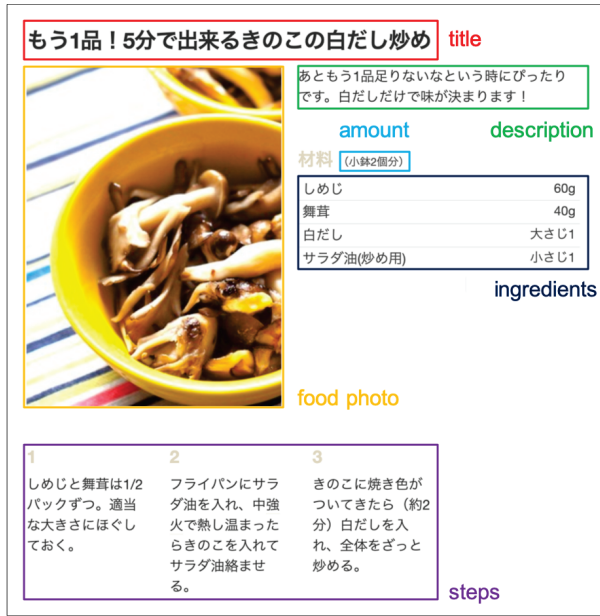 もう1品！5分で出来るきのこの白だし炒め
title
あともう1品足りないなという時にぴったり
です。白だしだけで味が決まります！
amount
description
材料
（小鉢2個分）
しめじ 60g
舞茸 40g
白だし 大さじ1
サラダ油(炒め用) 小さじ1
ingredients
food photo
1
しめじと舞茸は1/2
パックずつ。適当
な大きさにほぐし
ておく。
2
フライパンにサラ
ダ油を入れ、中強
火で熱し温まった
らきのこを入れて
サラダ油絡ませ
る。
3
きのこに焼き色が
ついてきたら（約2
分）白だしを入
れ、全体をざっと
炒める。
steps